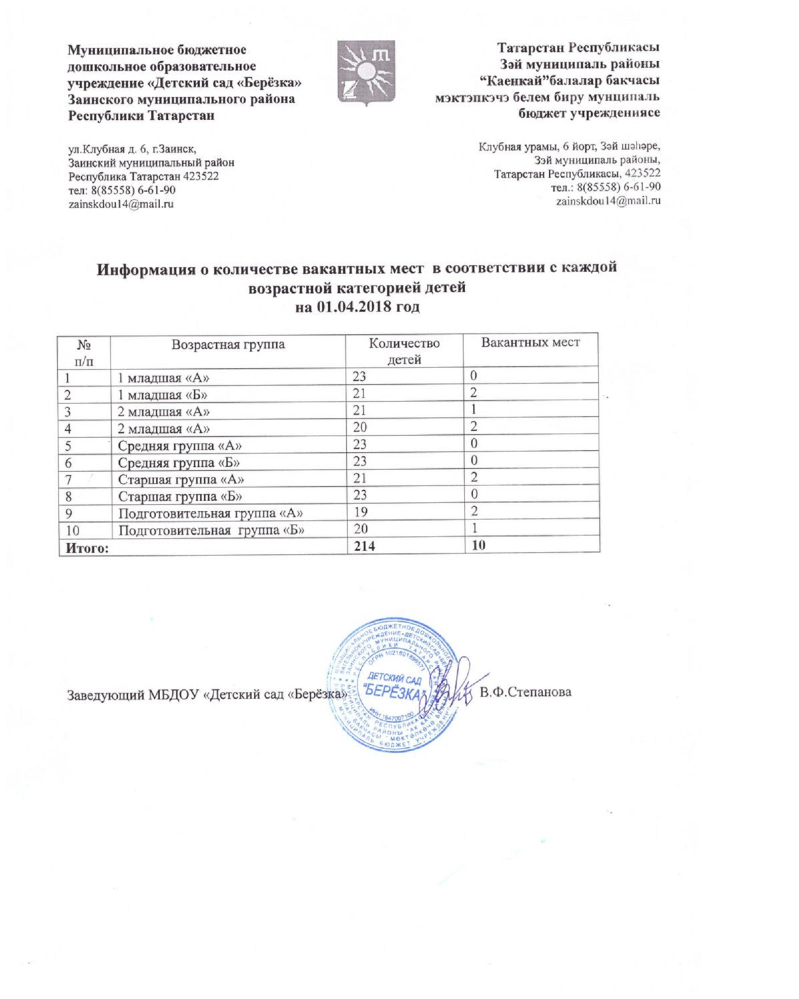 Муниципальное бюджетное
дошкольное образовательное
учреждение «Детский сад «Берёзка»
Заинского муниципального района
Республики Татарстан
ул.Клубная д. 6, г.Заинск,
Заинский муниципальный район
Республика Татарстан 423522
тел: 8(85558) 6-61-90
zainskdou14@mail.ru
Татарстан Республикасы
Зәй муниципаль районы
“Каенкай”балалар бакчасы
мэктэпкэчэ белем биру мунципаль
бюджет учреждениясе
Клубная урамы, 6 йорт, Зәй шәһәре,
Зэй муниципаль районы,
Татарстан Республикасы, 423522
тел.: 8(85558) 6-61-90
zainskdou14@mail.ru
Информация о количестве вакантных мест в соответствии с каждой
возрастной категорией детей
на 01.04.2018 год
№ п/п Возрастная группа Количество детей Вакантных мест
1 1 младшая «А» 23 0
2 1 младшая «Б» 21 2
3 2 младшая «А» 21 1
4 2 младшая «А» 20 2
5 Средняя группа «А» 23 0
6 Средняя группа «Б» 23 0
7 Старшая группа «А» 21 2
8 Старшая группа «Б» 23 0
9 Подготовительная группа «А» 19 2
10 Подготовительная группа «Б» 20 1
Итого: 214 10
Заведующий МБДОУ «Детский сад «Берёзка» В.Ф.Степанова
ДЕТСКИЙ САД
"БЕРЁЗКА"
ИНН 1647007100